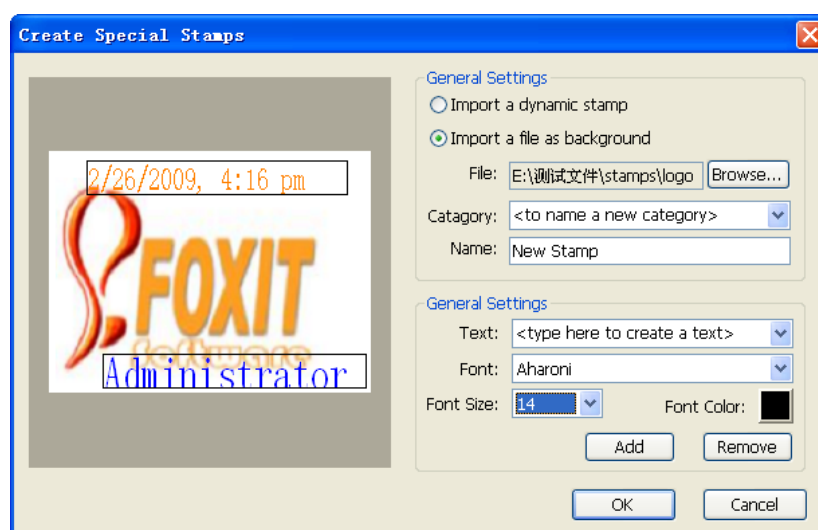 Create Special Stamps
2/26/2009, 4:16 pm
FOXIT
Software
Administrator
General Settings
Import a dynamic stamp
Import a file as background
File: E:\测试文件\stamps\logo Browse...
Catagory: <to name a new category>
Name: New Stamp
General Settings
Text: <type here to create a text>
Font: Aharoni
Font Size: 14 Font Color:
Add Remove
OK Cancel